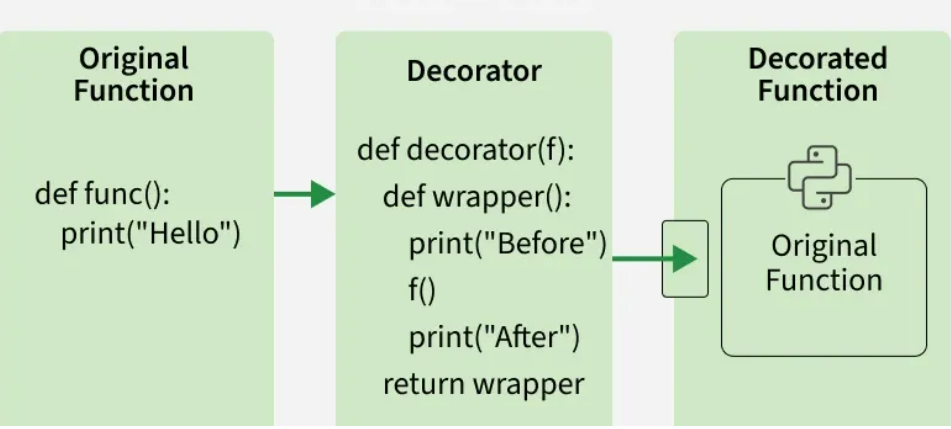 Original
Function
def func():
print("Hello")
Decorator
def decorator(f):
def wrapper():
print("Before")
f()
print("After")
return wrapper
Decorated
Function
Original
Function